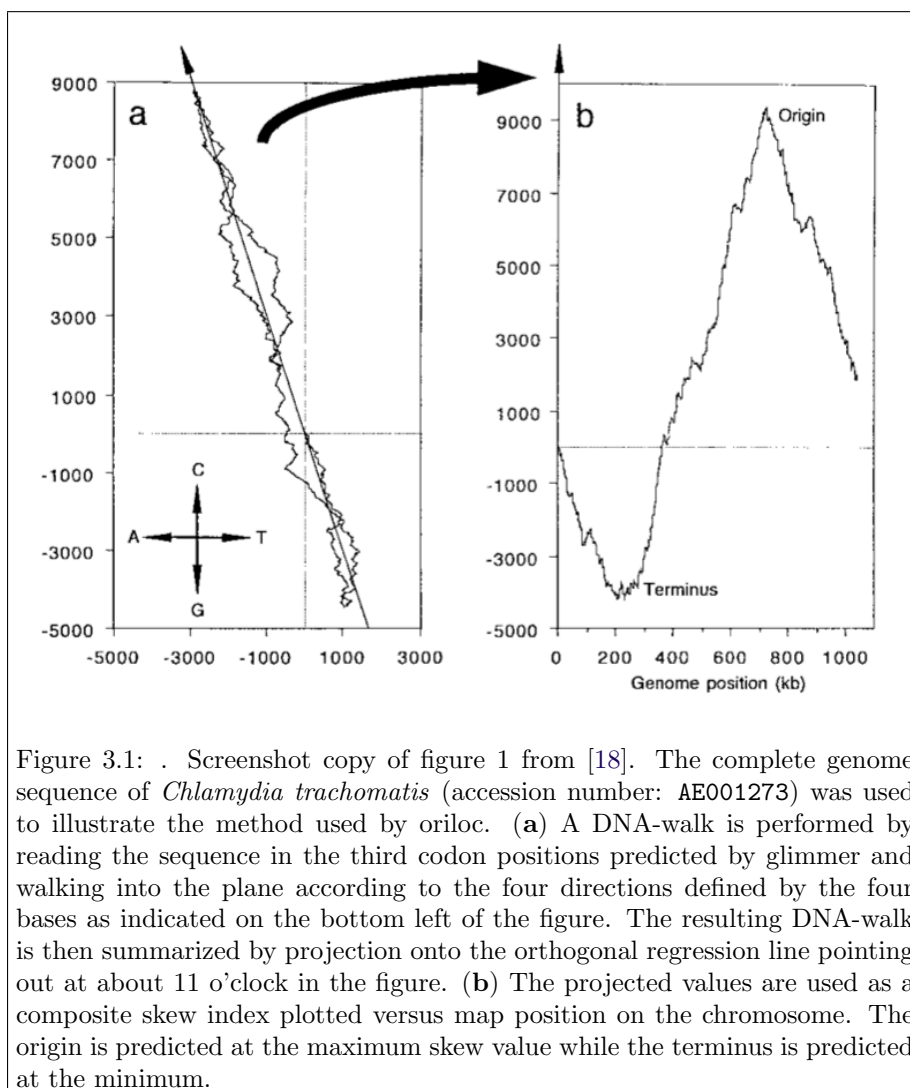 a
9000
7000
5000
3000
1000
-1000
-3000
-5000
-5000 -3000 -1000 1000 3000
C
A T
G
b
9000
7000
5000
3000
1000
-1000
-3000
-5000
Origin
Terminus
0 200 400 600 800 1000
Genome position (kb)
Figure 3.1: . Screenshot copy of figure 1 from [18]. The complete genome
sequence of Chlamydia trachomatis (accession number: AE001273) was used
to illustrate the method used by oriloc. (a) A DNA-walk is performed by
reading the sequence in the third codon positions predicted by glimmer and
walking into the plane according to the four directions defined by the four
bases as indicated on the bottom left of the figure. The resulting DNA-walk
is then summarized by projection onto the orthogonal regression line pointing
out at about 11 o'clock in the figure. (b) The projected values are used as a
composite skew index plotted versus map position on the chromosome. The
origin is predicted at the maximum skew value while the terminus is predicted
at the minimum.